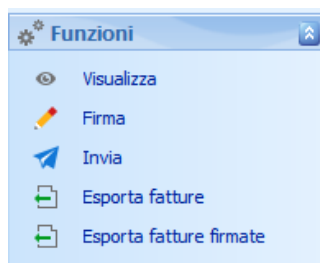 Funzioni
Visualizza
Firma
Invia
Esporta fatture
Esporta fatture firmate